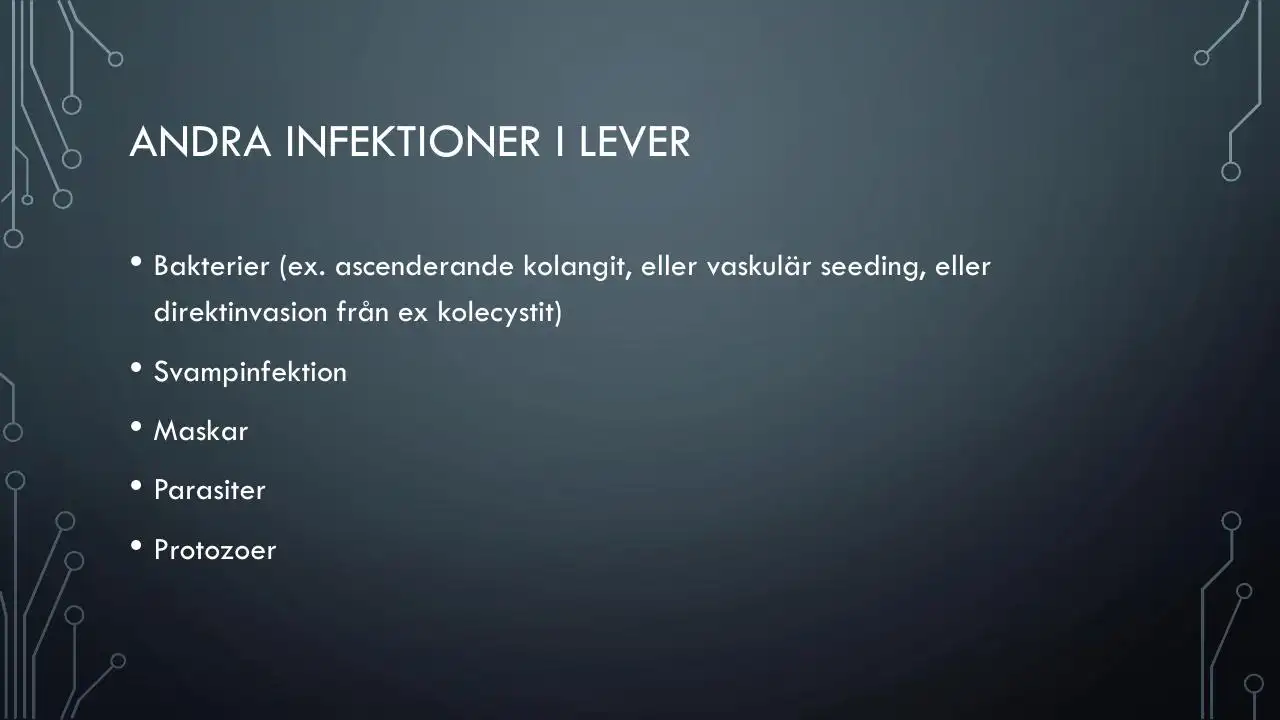 ANDRA INFEKTIONER I LEVER
• Bakterier (ex. ascenderande kolangit, eller vaskulär seeding, eller
direktinvasion från ex kolecystit)
• Svampinfektion
• Maskar
• Parasiter
• Protozoer